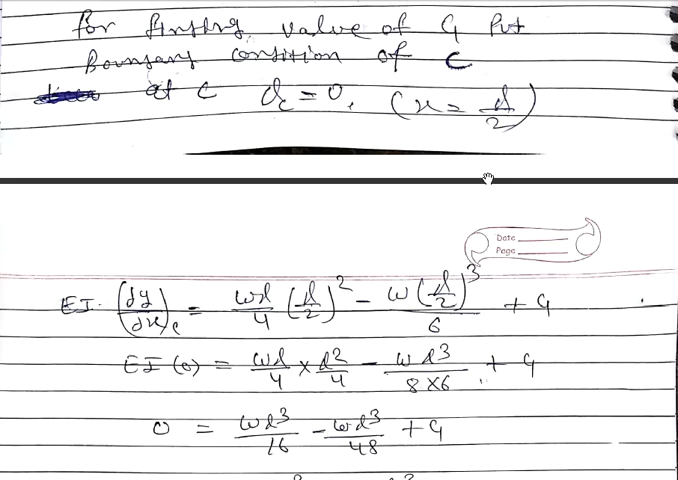 for finding value of C₁ Put
Boundary condition of C
at C θc = 0, (x = l/2)
Date
Page
EI. (dy/dx)c = wl/4 (l/2)² - w(l/2)³/6 + C₁
EI (0) = wl/4 × l²/4 - wl³/8×6 + C₁
0 = wl³/16 - wl³/48 + C₁